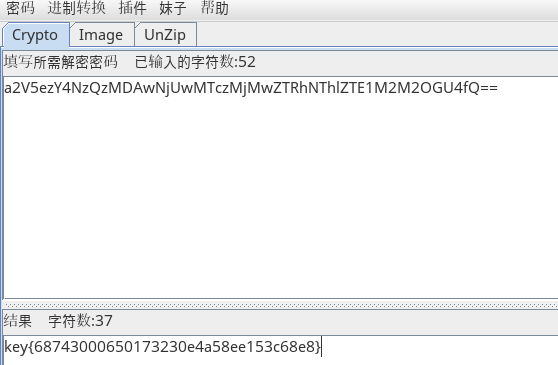 密码 进制转换 插件 妹子 帮助
Crypto Image UnZip
填写所需解密密码 已输入的字符数:52
a2V5ezY4NzQzMDAwNjUwMTczMjMwZTRhNThlZTE1M2M2OGU4fQ==
结果 字符数:37
key{68743000650173230e4a58ee153c68e8}